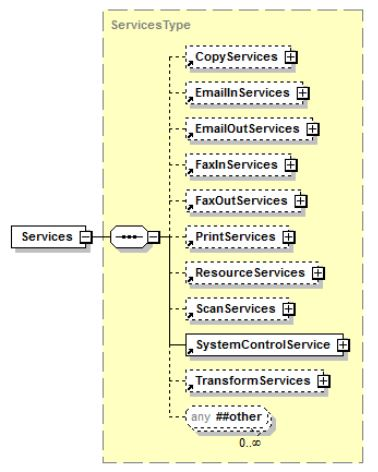 ServicesType
CopyServices
EmailInServices
EmailOutServices
FaxInServices
FaxOutServices
Services
PrintServices
ResourceServices
ScanServices
SystemControlService
TransformServices
any ##other
0..∞